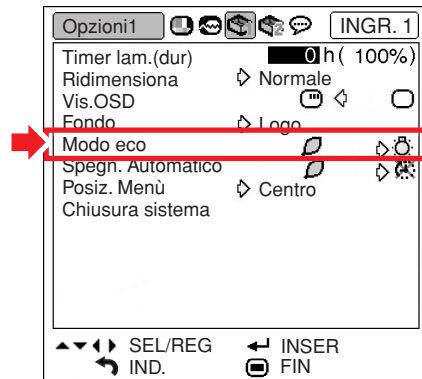 Opzioni1 INGR. 1
Timer lam.(dur) 0 h ( 100%)
Ridimensiona Normale
Vis.OSD
Fondo Logo
Modo eco
Spegn. Automatico
Posiz. Menù Centro
Chiusura sistema
SEL/REG INSER
IND. FIN